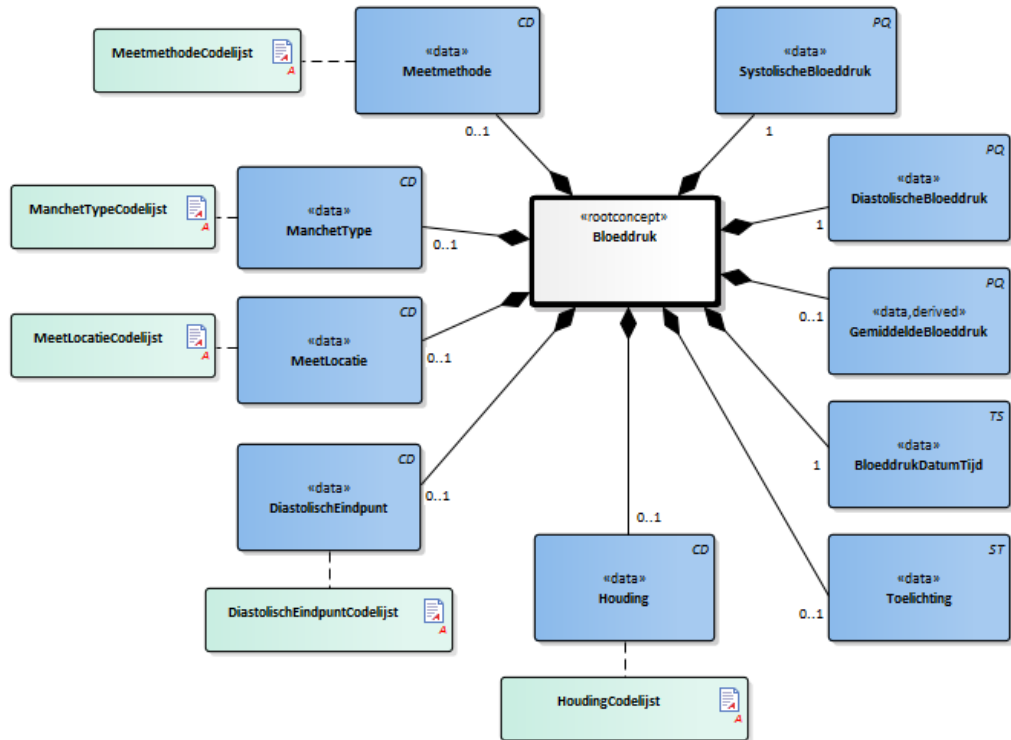 CD
«data»
Meetmethode
0..1
MeetmethodeCodelijst
A
PQ
«data»
SystolischeBloeddruk
1
PQ
«data»
DiastolischeBloeddruk
1
CD
«data»
ManchetType
0..1
ManchetTypeCodelijst
A
«rootconcept»
Bloeddruk
PQ
«data,derived»
GemiddeldeBloeddruk
0..1
CD
«data»
MeetLocatie
0..1
MeetLocatieCodelijst
A
TS
«data»
BloeddrukDatumTijd
1
CD
«data»
DiastolischEindpunt
0..1
DiastolischEindpuntCodelijst
A
0..1
CD
«data»
Houding
HoudingCodelijst
A
ST
«data»
Toelichting
0..1